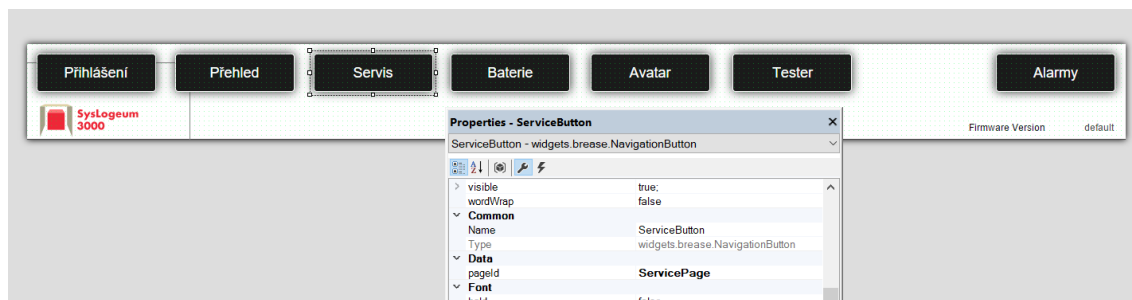 Přihlášení Přehled Servis Baterie Avatar Tester Alarmy
SysLogeum
3000
Firmware Version default
Properties - ServiceButton
ServiceButton - widgets.brease.NavigationButton
visible true;
wordWrap false
Common
Name ServiceButton
Type widgets.brease.NavigationButton
Data
pageId ServicePage
Font